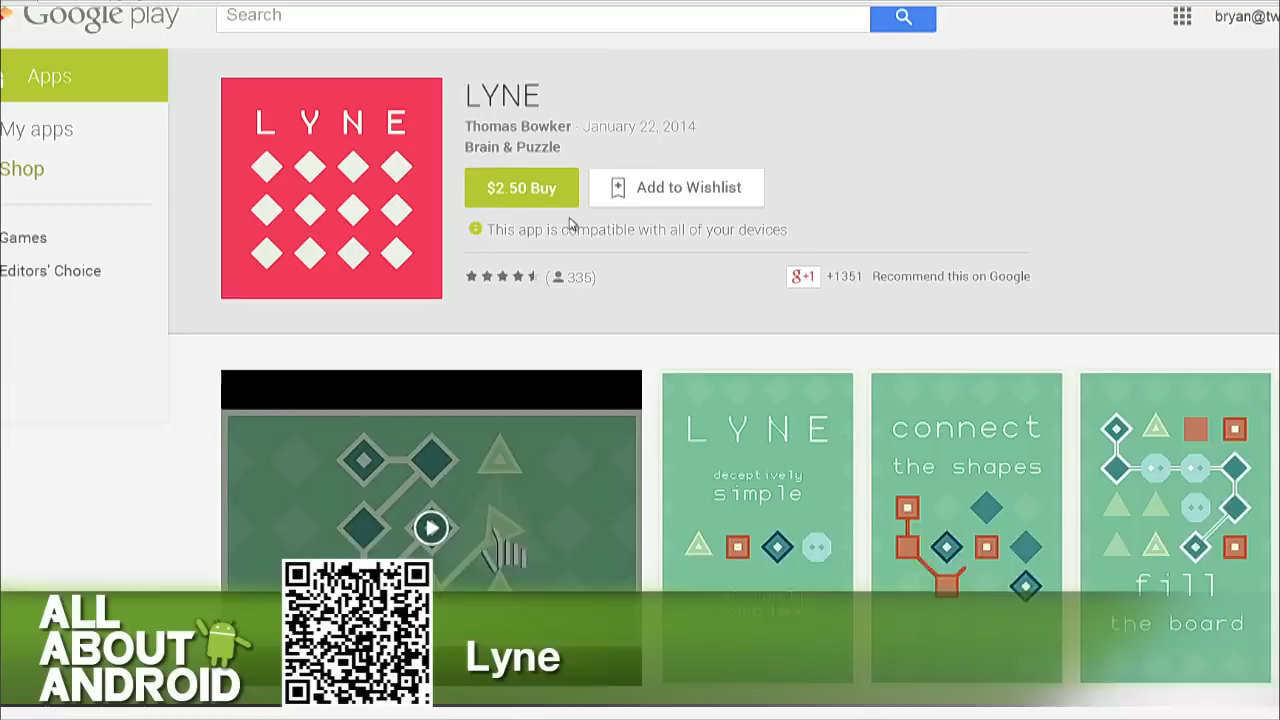 Google play
Search
bryan@tw
Apps
My apps
Shop
Games
Editors' Choice
L Y N E
LYNE
Thomas Bowker - January 22, 2014
Brain & Puzzle
$2.50 Buy
Add to Wishlist
This app is compatible with all of your devices
(335)
g+1
+1351
Recommend this on Google
L Y N E
deceptively
simple
connect
the shapes
fill
the board
ALL
ABOUT
ANDROID
Lyne